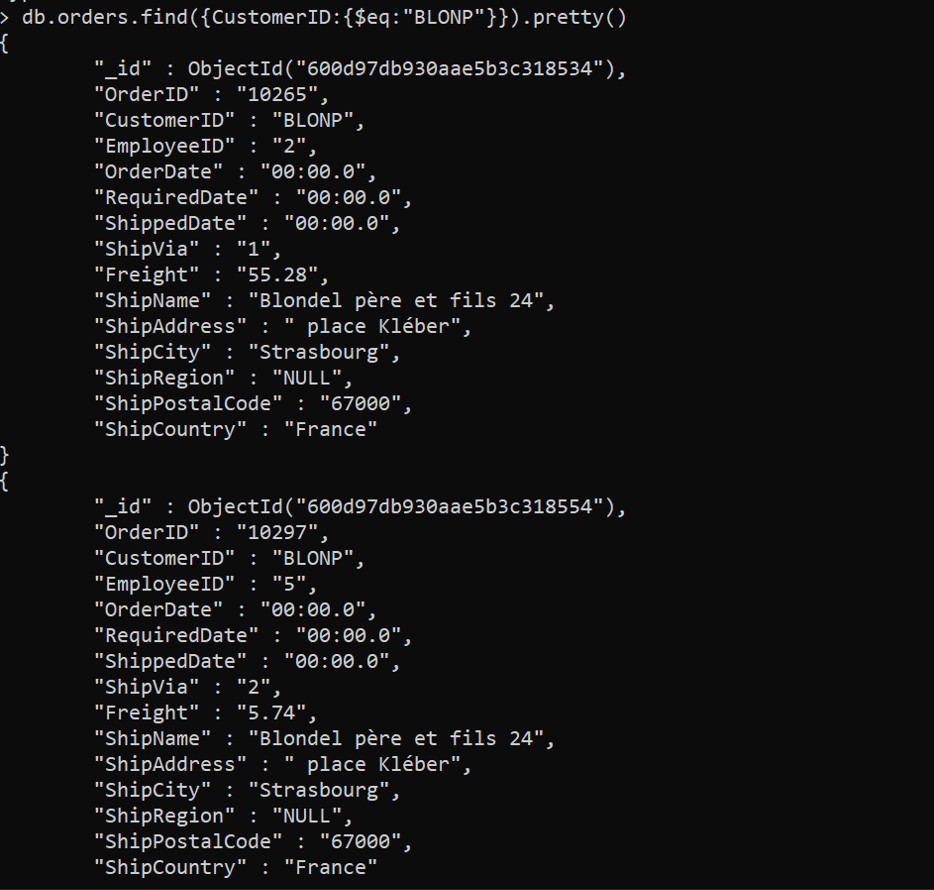 > db.orders.find({CustomerID:{$eq:"BLONP"}}).pretty()
{
"_id" : ObjectId("600d97db930aae5b3c318534"),
"OrderID" : "10265",
"CustomerID" : "BLONP",
"EmployeeID" : "2",
"OrderDate" : "00:00.0",
"RequiredDate" : "00:00.0",
"ShippedDate" : "00:00.0",
"ShipVia" : "1",
"Freight" : "55.28",
"ShipName" : "Blondel père et fils 24",
"ShipAddress" : " place Kléber",
"ShipCity" : "Strasbourg",
"ShipRegion" : "NULL",
"ShipPostalCode" : "67000",
"ShipCountry" : "France"
}
{
"_id" : ObjectId("600d97db930aae5b3c318554"),
"OrderID" : "10297",
"CustomerID" : "BLONP",
"EmployeeID" : "5",
"OrderDate" : "00:00.0",
"RequiredDate" : "00:00.0",
"ShippedDate" : "00:00.0",
"ShipVia" : "2",
"Freight" : "5.74",
"ShipName" : "Blondel père et fils 24",
"ShipAddress" : " place Kléber",
"ShipCity" : "Strasbourg",
"ShipRegion" : "NULL",
"ShipPostalCode" : "67000",
"ShipCountry" : "France"